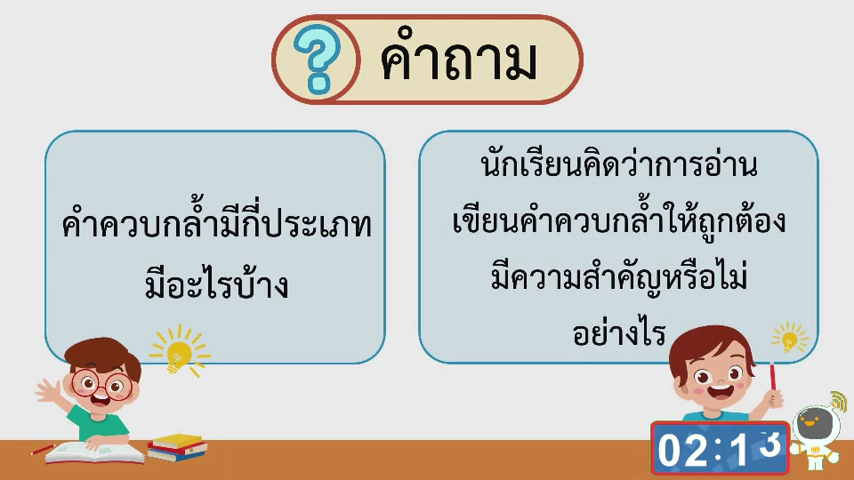 ?
คำถาม
คำควบกล้ำมีกี่ประเภท
มีอะไรบ้าง
นักเรียนคิดว่าการอ่าน
เขียนคำควบกล้ำให้ถูกต้อง
มีความสำคัญหรือไม่
อย่างไร
02:13